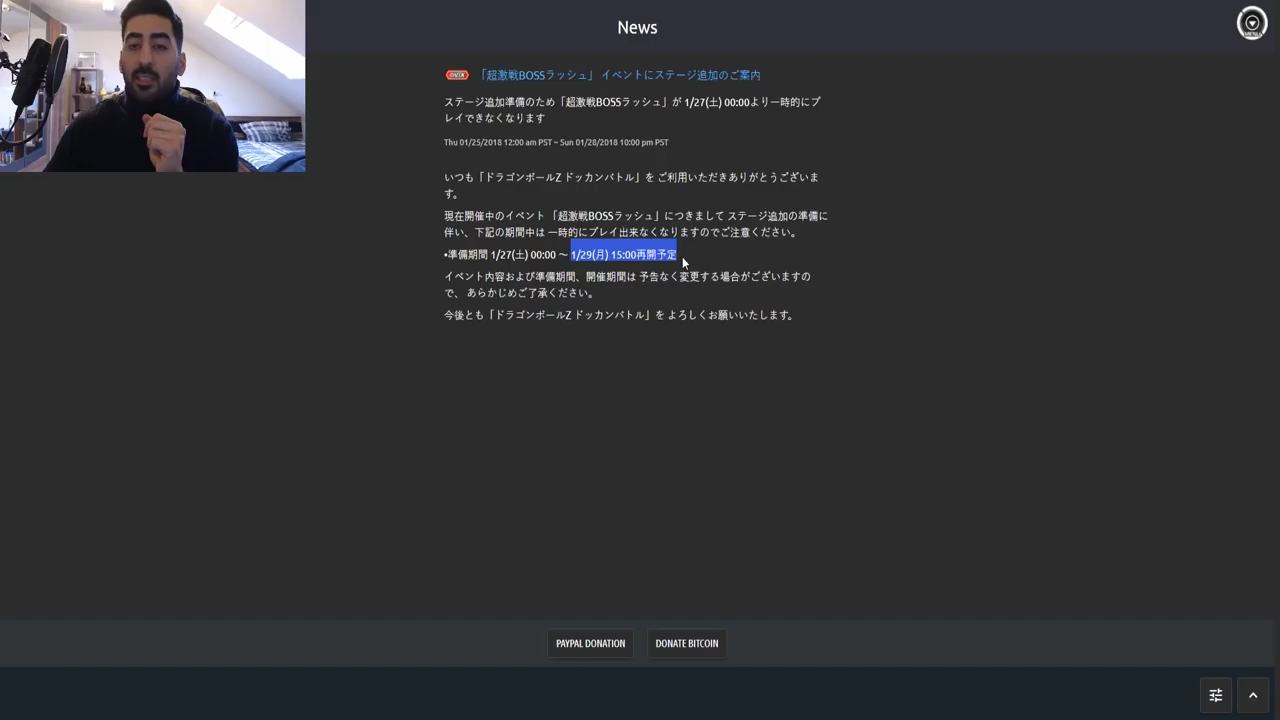 News
MENU
CHECK
「超激戦BOSSラッシュ」 イベントにステージ追加のご案内
ステージ追加準備のため「超激戦BOSSラッシュ」が 1/27(土) 00:00より一時的にプ
レイできなくなります
Thu 01/25/2018 12:00 am PST – Sun 01/28/2018 10:00 pm PST
いつも「ドラゴンボールZ ドッカンバトル」を ご利用いただきありがとうございま
す。
現在開催中のイベント 「超激戦BOSSラッシュ」につきまして ステージ追加の準備に
伴い、下記の期間中は 一時的にプレイ出来なくなりますのでご注意ください。
•準備期間 1/27(土) 00:00 〜 1/29(月) 15:00再開予定
イベント内容および準備期間、開催期間は 予告なく変更する場合がございますの
で、 あらかじめご了承ください。
今後とも「ドラゴンボールZ ドッカンバトル」を よろしくお願いいたします。
PAYPAL DONATION
DONATE BITCOIN